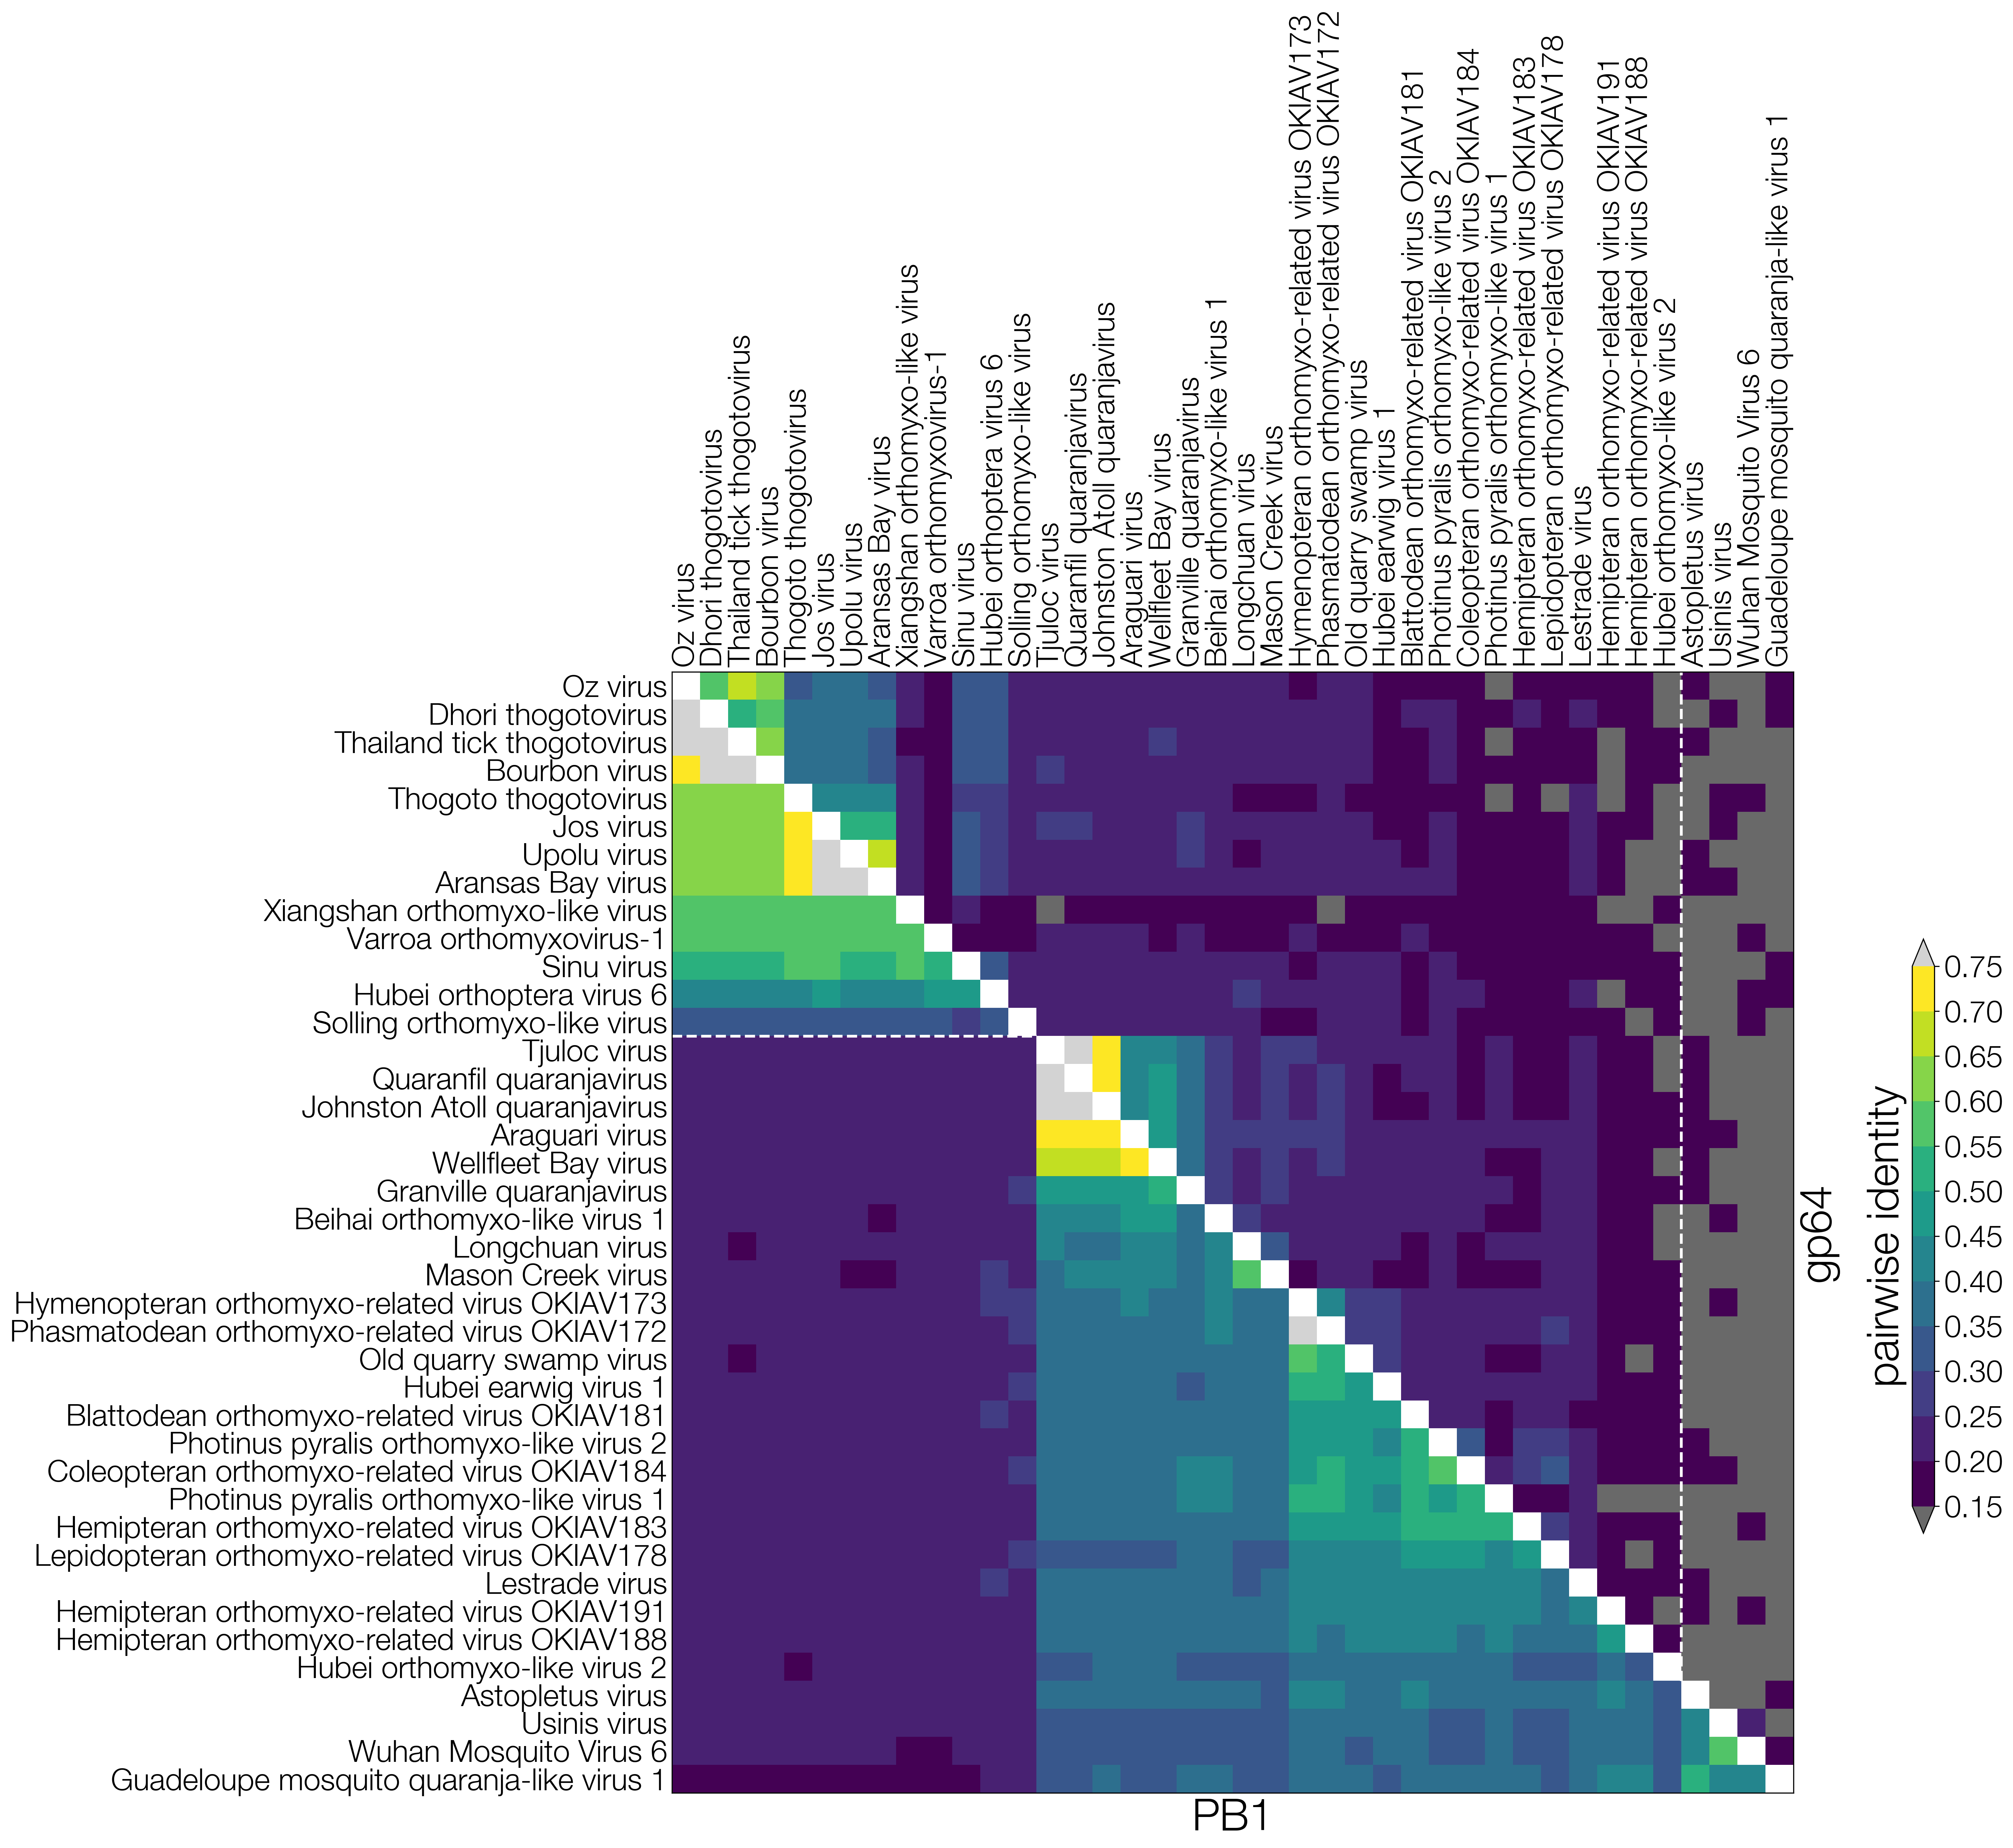 Oz virus
Dhori thogotovirus
Thailand tick thogotovirus
Bourbon virus
Thogoto thogotovirus
Jos virus
Upolu virus
Aransas Bay virus
Xiangshan orthomyxo-like virus
Varroa orthomyxovirus-1
Sinu virus
Hubei orthoptera virus 6
Solling orthomyxo-like virus
Tjuloc virus
Quaranfil quaranjavirus
Johnston Atoll quaranjavirus
Araguari virus
Wellfleet Bay virus
Granville quaranjavirus
Beihai orthomyxo-like virus 1
Longchuan virus
Mason Creek virus
Hymenopteran orthomyxo-related virus OKIAV173
Phasmatodean orthomyxo-related virus OKIAV172
Old quarry swamp virus
Hubei earwig virus 1
Blattodean orthomyxo-related virus OKIAV181
Photinus pyralis orthomyxo-like virus 2
Coleopteran orthomyxo-related virus OKIAV184
Photinus pyralis orthomyxo-like virus 1
Hemipteran orthomyxo-related virus OKIAV183
Lepidopteran orthomyxo-related virus OKIAV178
Lestrade virus
Hemipteran orthomyxo-related virus OKIAV191
Hemipteran orthomyxo-related virus OKIAV188
Hubei orthomyxo-like virus 2
Astopletus virus
Usinis virus
Wuhan Mosquito Virus 6
Guadeloupe mosquito quaranja-like virus 1
Oz virus
Dhori thogotovirus
Thailand tick thogotovirus
Bourbon virus
Thogoto thogotovirus
Jos virus
Upolu virus
Aransas Bay virus
Xiangshan orthomyxo-like virus
Varroa orthomyxovirus-1
Sinu virus
Hubei orthoptera virus 6
Solling orthomyxo-like virus
Tjuloc virus
Quaranfil quaranjavirus
Johnston Atoll quaranjavirus
Araguari virus
Wellfleet Bay virus
Granville quaranjavirus
Beihai orthomyxo-like virus 1
Longchuan virus
Mason Creek virus
Hymenopteran orthomyxo-related virus OKIAV173
Phasmatodean orthomyxo-related virus OKIAV172
Old quarry swamp virus
Hubei earwig virus 1
Blattodean orthomyxo-related virus OKIAV181
Photinus pyralis orthomyxo-like virus 2
Coleopteran orthomyxo-related virus OKIAV184
Photinus pyralis orthomyxo-like virus 1
Hemipteran orthomyxo-related virus OKIAV183
Lepidopteran orthomyxo-related virus OKIAV178
Lestrade virus
Hemipteran orthomyxo-related virus OKIAV191
Hemipteran orthomyxo-related virus OKIAV188
Hubei orthomyxo-like virus 2
Astopletus virus
Usinis virus
Wuhan Mosquito Virus 6
Guadeloupe mosquito quaranja-like virus 1
PB1
gp64
pairwise identity
0.75
0.70
0.65
0.60
0.55
0.50
0.45
0.40
0.35
0.30
0.25
0.20
0.15